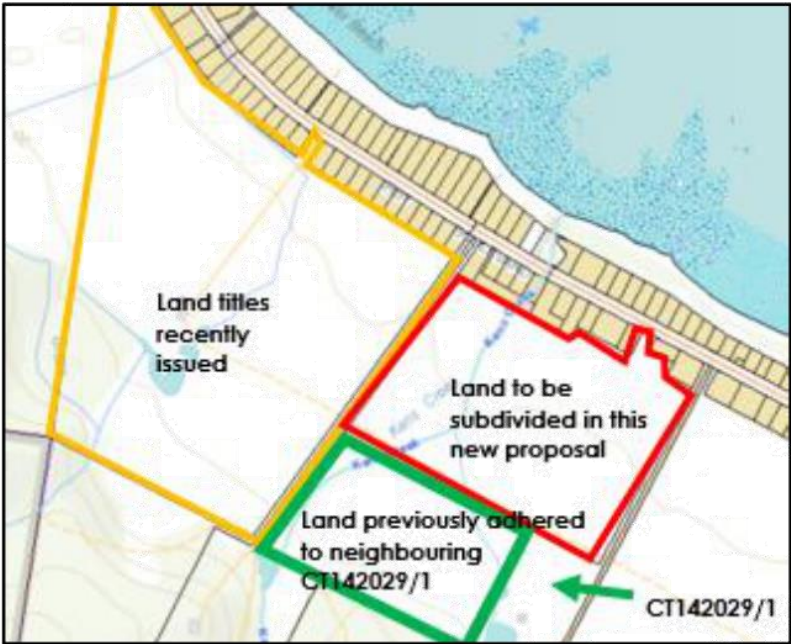 Land titles
recently
issued
Land to be
subdivided in this
new proposal
Land previously adhered
to neighbouring
CT142029/1
CT142029/1